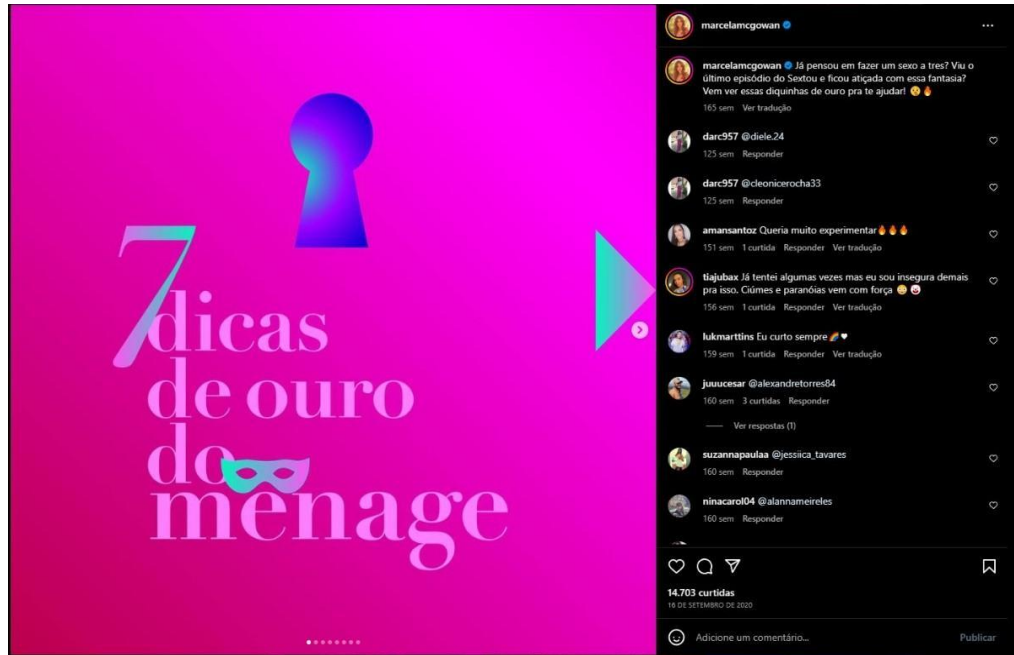 7
dicas
de ouro
do
ménage
marcelamcgowan
marcelamcgowan Já pensou em fazer um sexo a tres? Viu o
último episódio do Sextou e ficou atiçada com essa fantasia?
Vem ver essas diquinhas de ouro pra te ajudar! 😢🔥
165 sem Ver tradução
darc957 @diele.24
125 sem Responder
darc957 @cleonicerocha33
125 sem Responder
amansantoz Queria muito experimentar🔥🔥🔥
151 sem 1 curtida Responder Ver tradução
tiajubax Já tentei algumas vezes mas eu sou insegura demais
pra isso. Ciúmes e paranóias vem com força 😳🤡
156 sem 1 curtida Responder Ver tradução
lukmarttins Eu curto sempre🌈🤍
159 sem 1 curtida Responder Ver tradução
juuucesar @alexandretorres84
160 sem 3 curtidas Responder
Ver respostas (1)
suzannapaulaa @jessiica_tavares
160 sem Responder
ninacarol04 @alannameireles
160 sem Responder
14.703 curtidas
16 DE SETEMBRO DE 2020
Adicione um comentário... Publicar